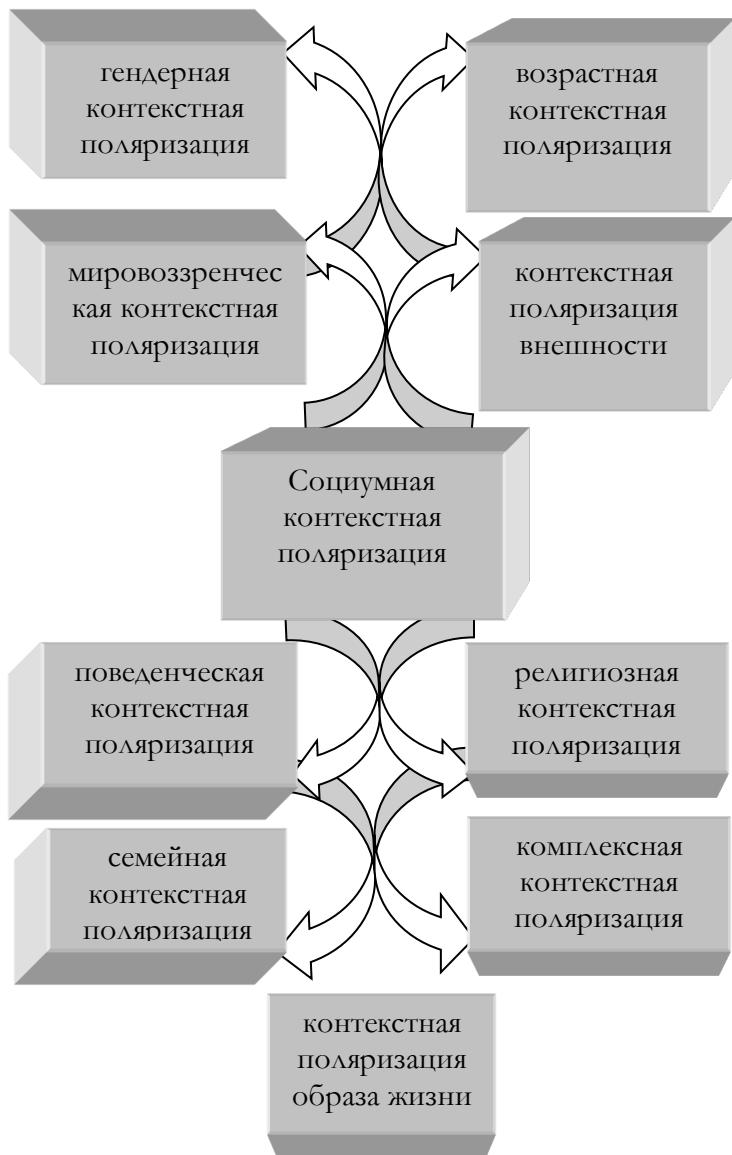 гендерная
контекстная
поляризация
возрастная
контекстная
поляризация
мировоззренчес
кая контекстная
поляризация
контекстная
поляризация
внешности
Социумная
контекстная
поляризация
поведенческая
контекстная
поляризация
религиозная
контекстная
поляризация
семейная
контекстная
поляризация
комплексная
контекстная
поляризация
контекстная
поляризация
образа жизни